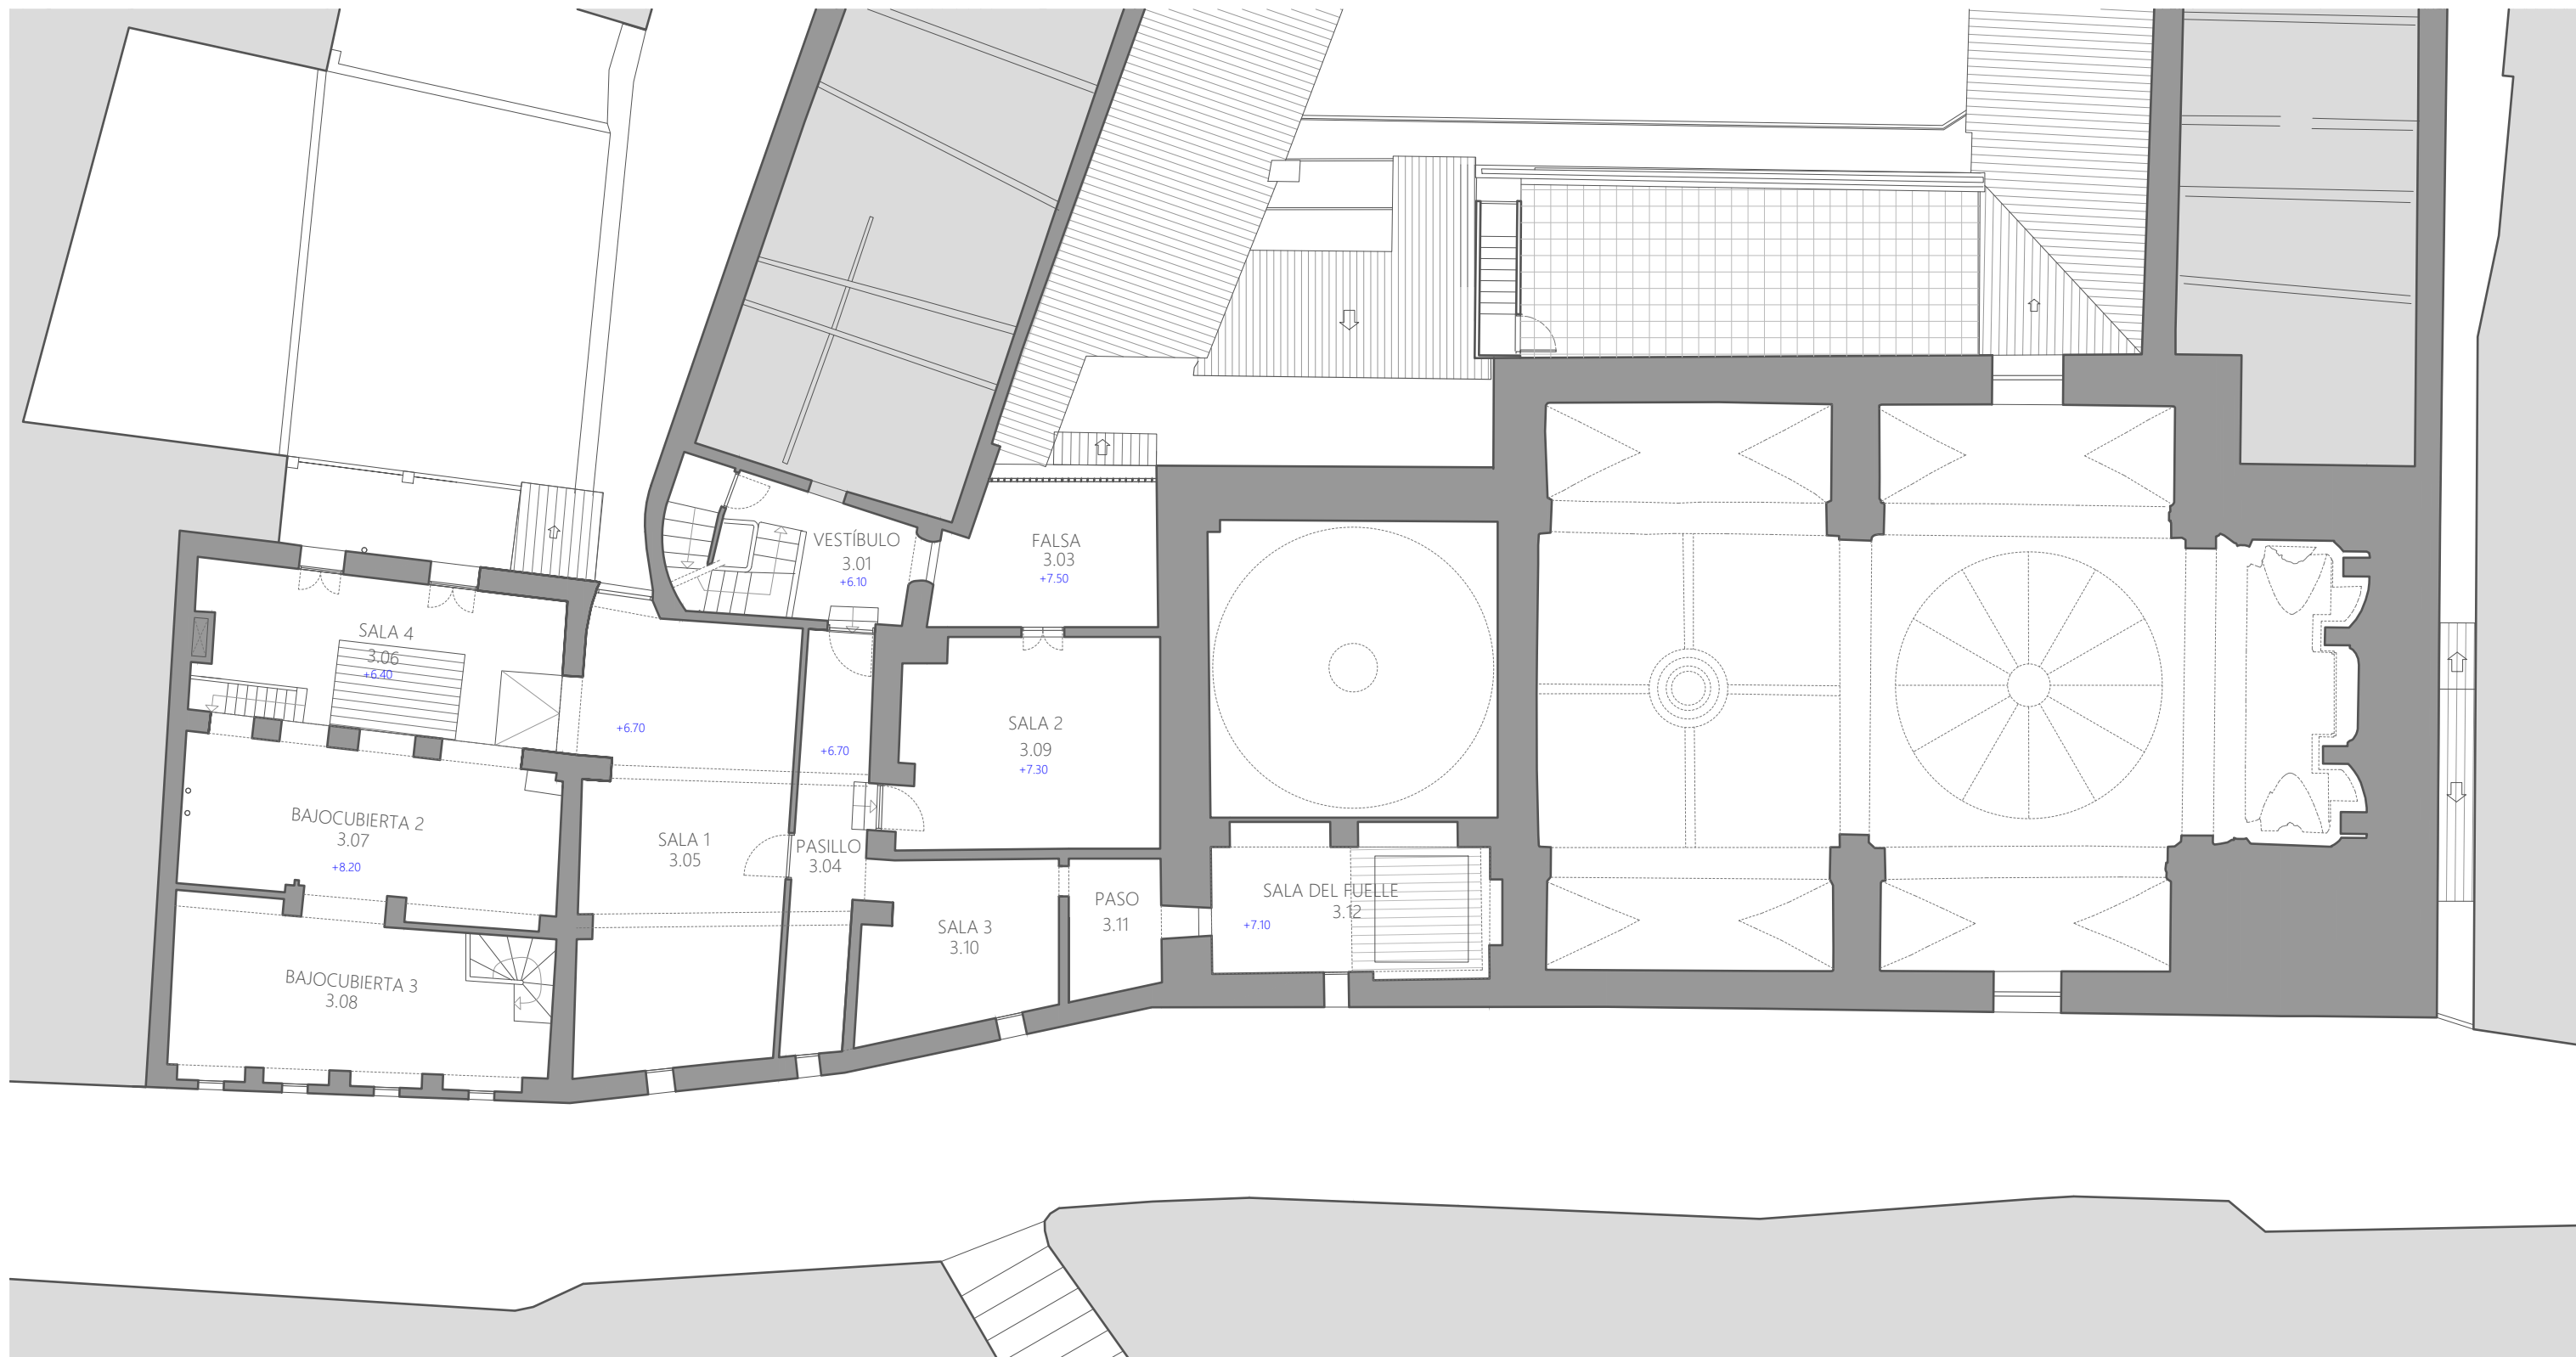 VESTÍBULO
3.01
+6.10
FALSA
3.03
+7.50
SALA 4
3.06
+6.40
+6.70
+6.70
SALA 2
3.09
+7.30
BAJOCUBIERTA 2
3.07
+8.20
SALA 1
3.05
PASILLO
3.04
SALA DEL FUELLE
3.12
+7.10
PASO
3.11
SALA 3
3.10
BAJOCUBIERTA 3
3.08